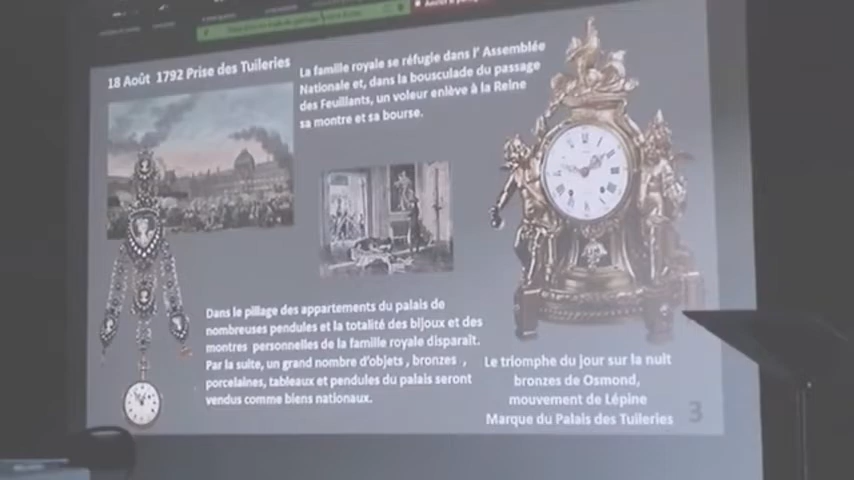 18 Août 1792 Prise des Tuileries
La famille royale se réfugie dans l' Assemblée
Nationale et, dans la bousculade du passage
des Feuillants, un voleur enlève à la Reine
sa montre et sa bourse.
Dans le pillage des appartements du palais de
nombreuses pendules et la totalité des bijoux et des
montres personnelles de la famille royale disparaît.
Par la suite, un grand nombre d'objets , bronzes ,
porcelaines, tableaux et pendules du palais seront
vendus comme biens nationaux.
Le triomphe du jour sur la nuit
bronzes de Osmond,
mouvement de Lépine
Marque du Palais des Tuileries
3